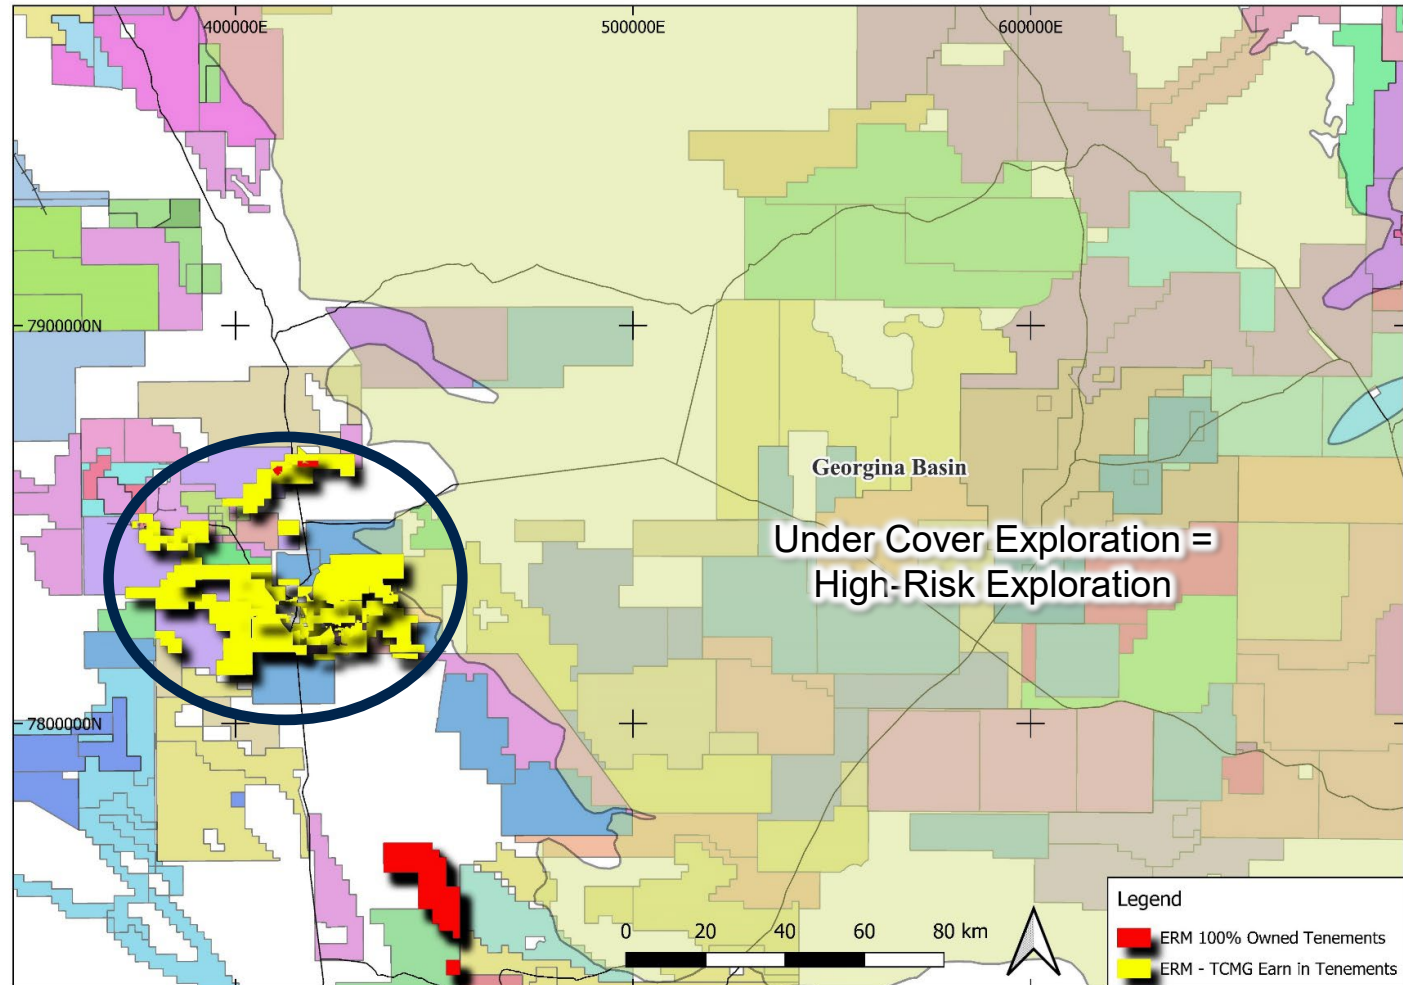 400000E
500000E
600000E
7900000N
Georgina Basin
Under Cover Exploration =
High-Risk Exploration
7800000N
0 20 40 60 80 km
Legend
ERM 100% Owned Tenements
ERM - TCMG Earn in Tenements